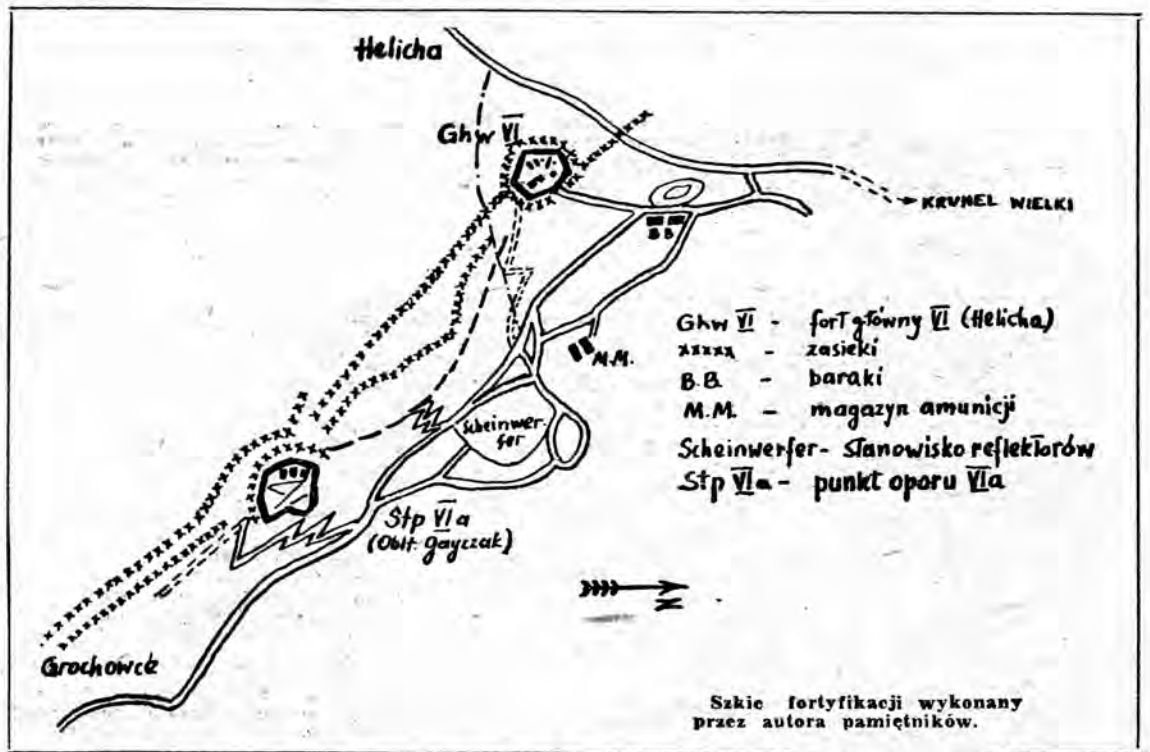 Helicha
Ghw VI
KRUHEL WIELKI
B B
M.M.
Scheinwer-
fer
Stp VIa
(Oblt. Gayczak)
Grochowce
N
Ghw VI - fort główny VI (Helicha)
xxxxx - zasieki
B.B. - baraki
M.M. - magazyn amunicji
Scheinwerfer - stanowisko reflektorów
Stp VIa - punkt oporu VIa
Szkic fortyfikacji wykonany
przez autora pamiętników.